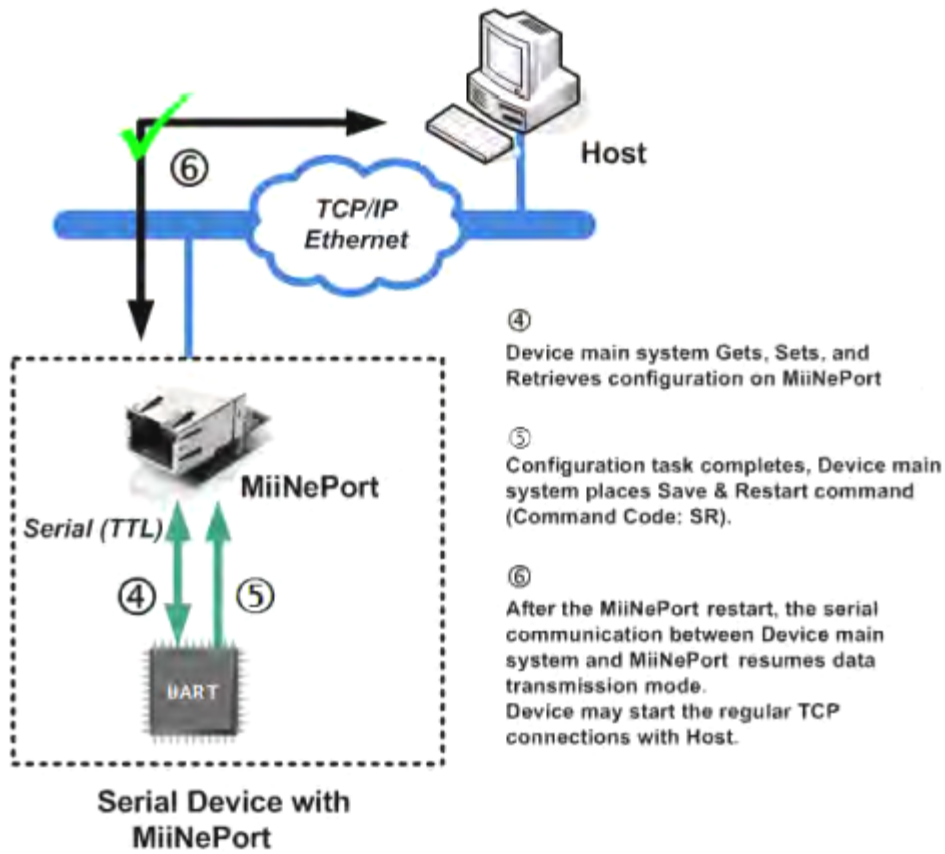 ⑥
Host
TCP/IP
Ethernet
④
Device main system Gets, Sets, and
Retrieves configuration on MiiNePort
⑤
Configuration task completes, Device main
system places Save & Restart command
(Command Code: SR).
⑥
After the MiiNePort restart, the serial
communication between Device main
system and MiiNePort resumes data
transmission mode.
Device may start the regular TCP
connections with Host.
MiiNePort
Serial (TTL)
④
⑤
UART
Serial Device with
MiiNePort